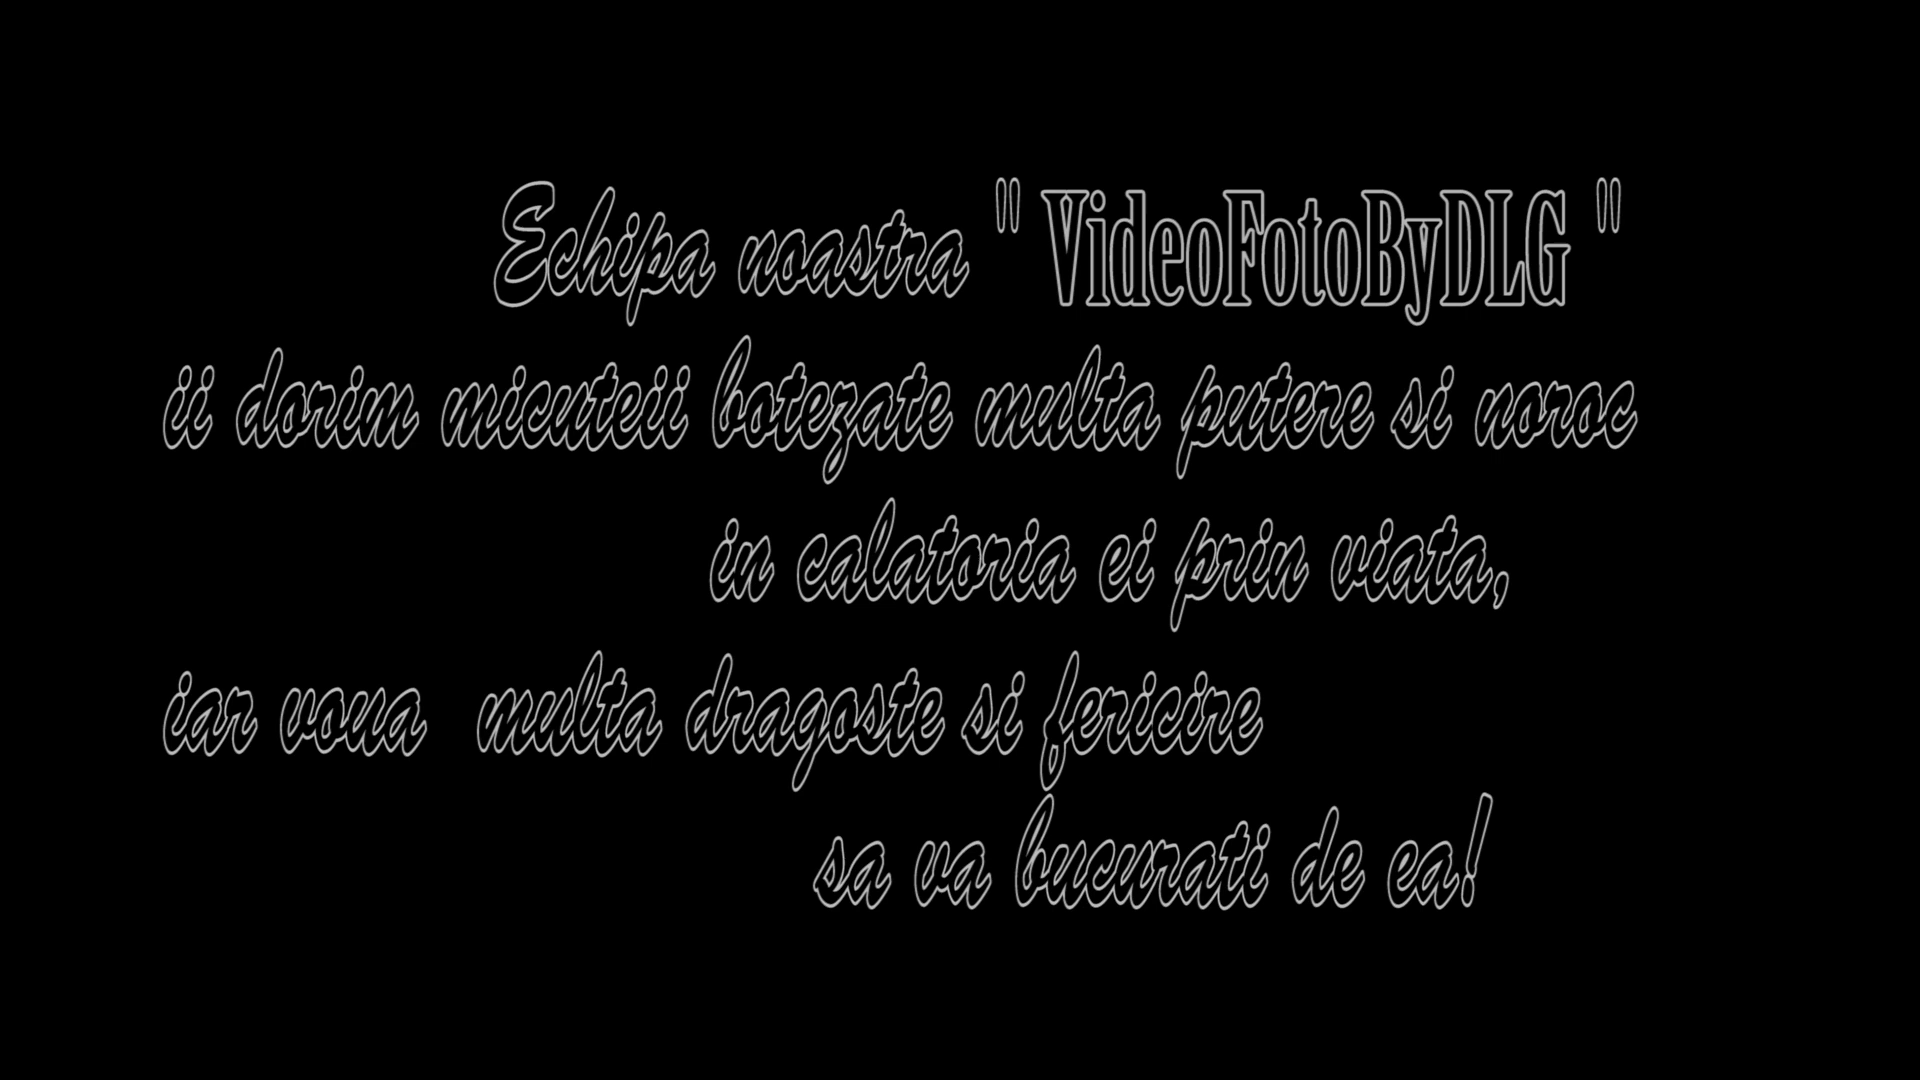 Echipa noastra " VideoFotoByDLG "
ii dorim micuteii botezate multa putere si noroc
in calatoria ei prin viata,
iar voua multa dragoste si fericire
sa va bucurati de ea!